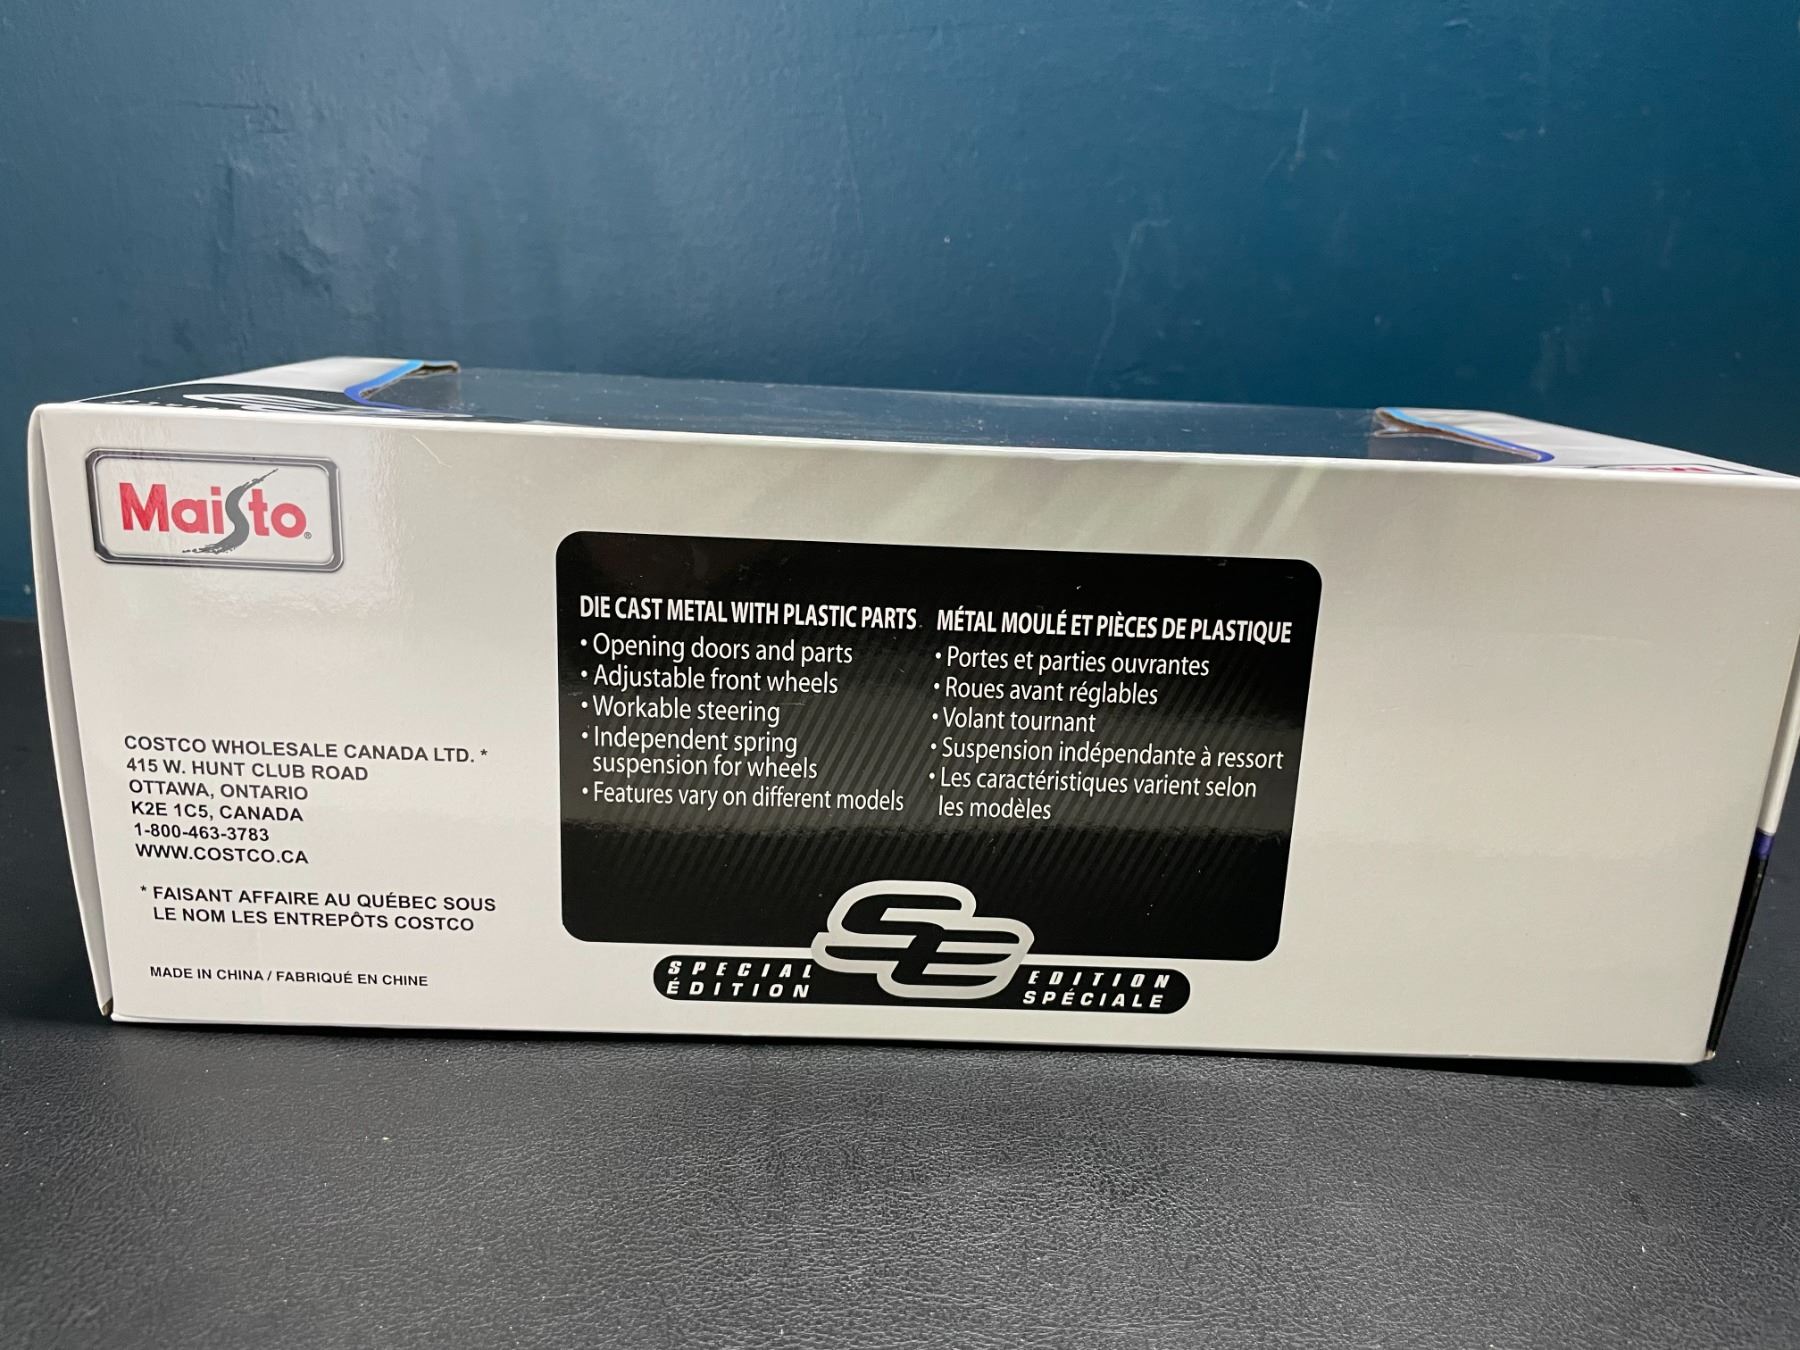 Maisto®
COSTCO WHOLESALE CANADA LTD. *
415 W. HUNT CLUB ROAD
OTTAWA, ONTARIO
K2E 1C5, CANADA
1-800-463-3783
WWW.COSTCO.CA
* FAISANT AFFAIRE AU QUÉBEC SOUS
LE NOM LES ENTREPÔTS COSTCO
MADE IN CHINA / FABRIQUÉ EN CHINE
DIE CAST METAL WITH PLASTIC PARTS
• Opening doors and parts
• Adjustable front wheels
• Workable steering
• Independent spring
suspension for wheels
• Features vary on different models
MÉTAL MOULÉ ET PIÈCES DE PLASTIQUE
• Portes et parties ouvrantes
• Roues avant réglables
• Volant tournant
• Suspension indépendante à ressort
• Les caractéristiques varient selon
les modèles
SE
SPECIAL EDITION
ÉDITION SPÉCIALE